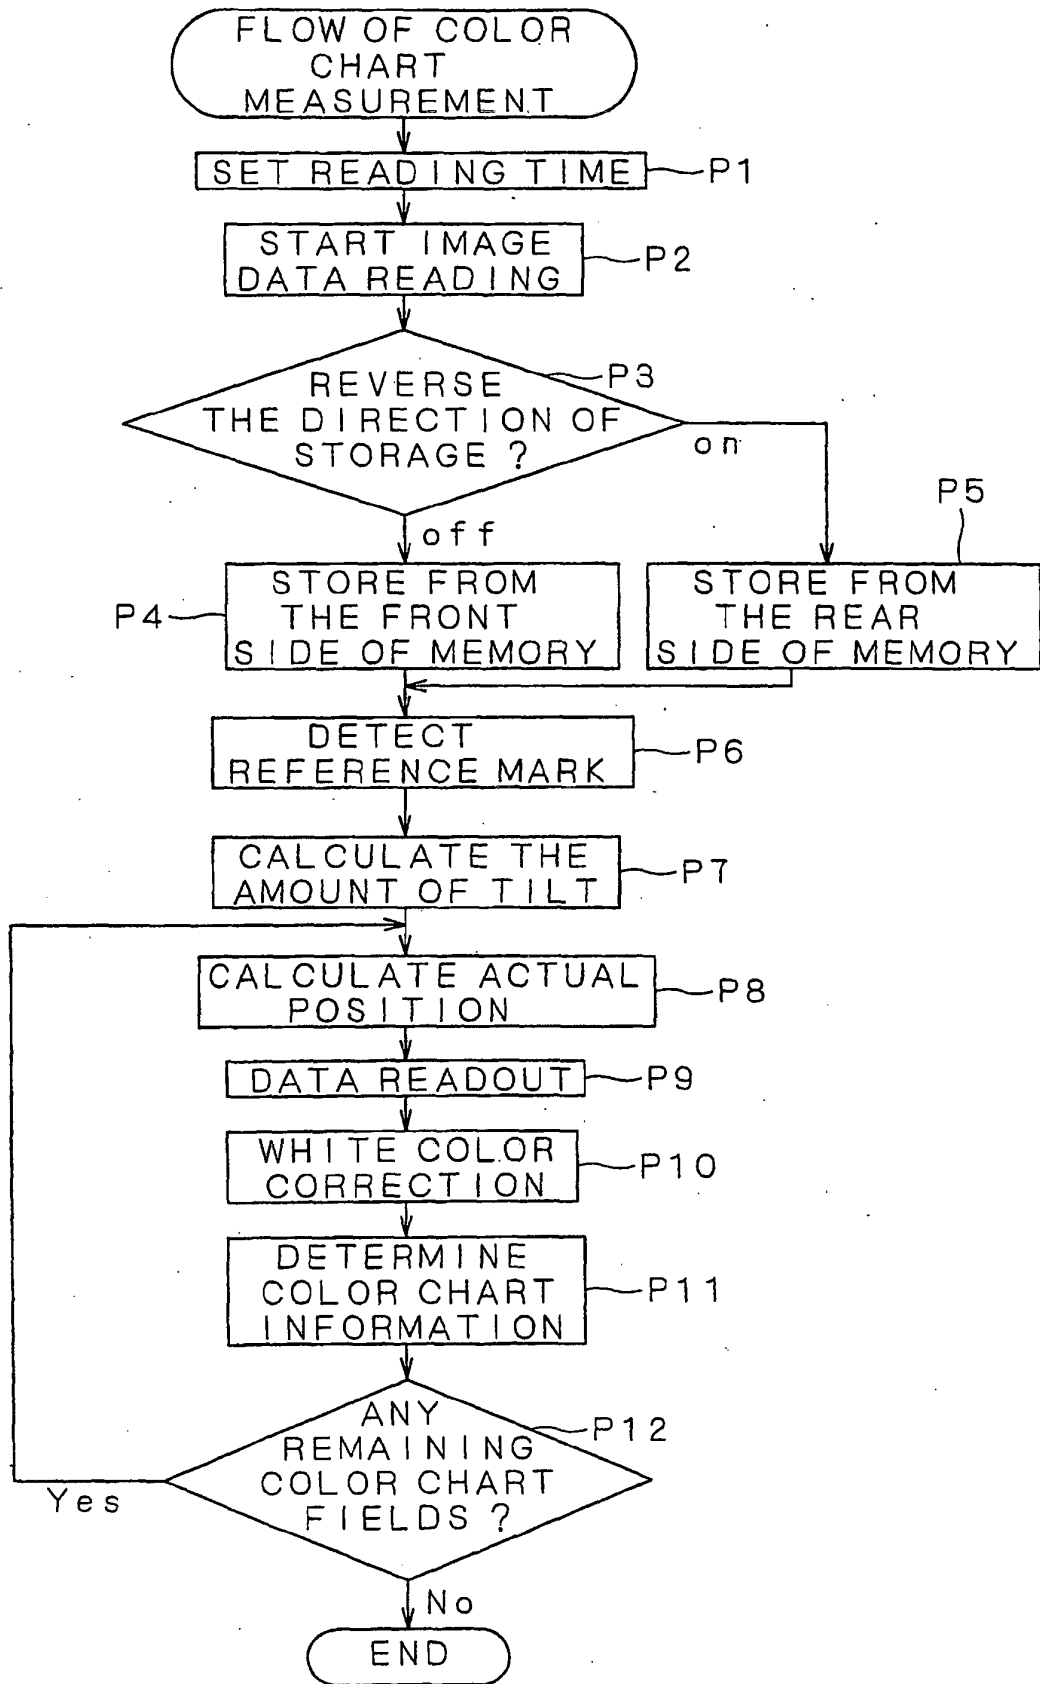 FLOW OF COLOR
CHART
MEASUREMENT
SET READING TIME
P1
START IMAGE
DATA READING
P2
P3
REVERSE
THE DIRECTION OF
STORAGE ?
on
off
P5
STORE FROM
THE FRONT
SIDE OF MEMORY
P4
STORE FROM
THE REAR
SIDE OF MEMORY
DETECT
REFERENCE MARK
P6
CALCULATE THE
AMOUNT OF TILT
P7
CALCULATE ACTUAL
POSITION
P8
DATA READOUT
P9
WHITE COLOR
CORRECTION
P10
DETERMINE
COLOR CHART
INFORMATION
P11
ANY
REMAINING
COLOR CHART
FIELDS ?
P12
Yes
No
END